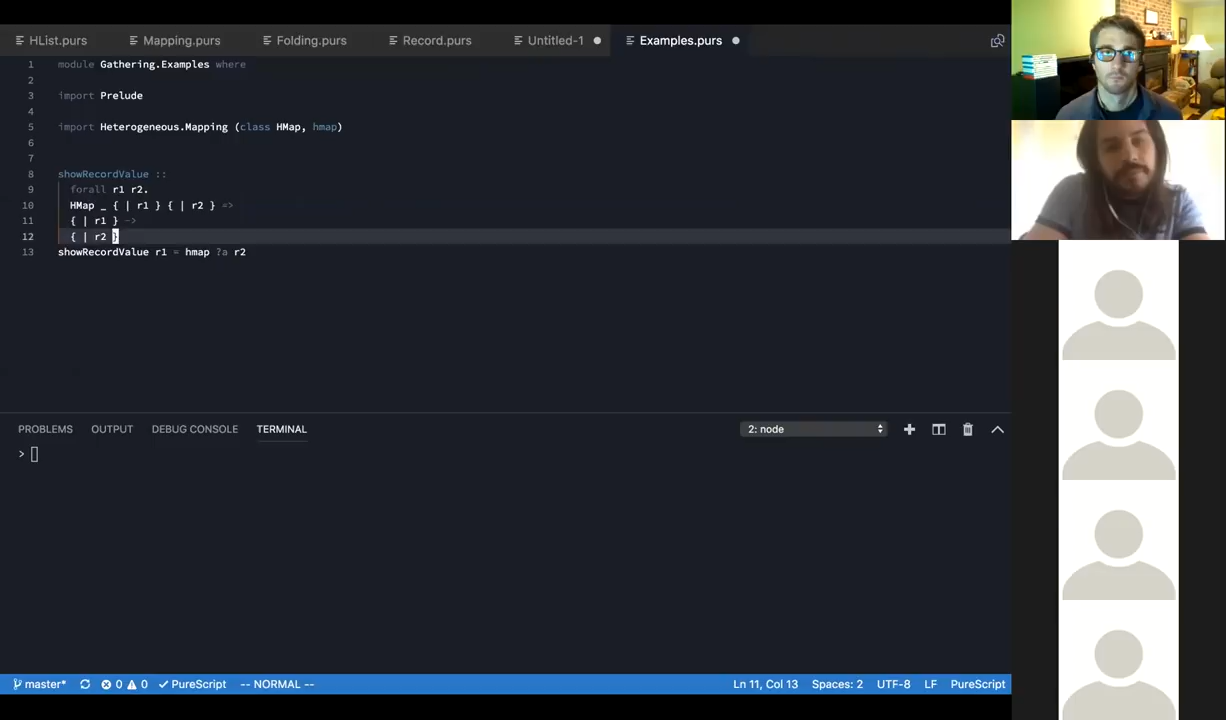 HList.purs Mapping.purs Folding.purs Record.purs Untitled-1 Examples.purs
1 module Gathering.Examples where
2
3 import Prelude
4
5 import Heterogeneous.Mapping (class HMap, hmap)
6
7
8 showRecordValue ::
9 forall r1 r2.
10 HMap _ { | r1 } { | r2 } =>
11 { | r1 } ->
12 { | r2 }
13 showRecordValue r1 = hmap ?a r2
PROBLEMS OUTPUT DEBUG CONSOLE TERMINAL 2: node
>
master* 0 0 PureScript -- NORMAL -- Ln 11, Col 13 Spaces: 2 UTF-8 LF PureScript